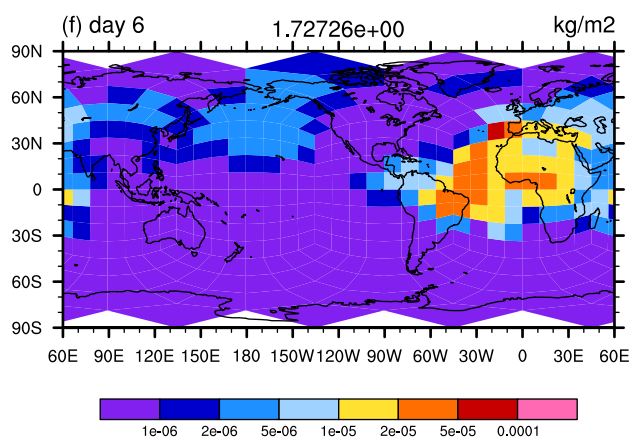 (f) day 6 1.72726e+00 kg/m2
90N
60N
30N
0
30S
60S
90S
60E 90E 120E 150E 180 150W 120W 90W 60W 30W 0 30E 60E
1e-06 2e-06 5e-06 1e-05 2e-05 5e-05 0.0001